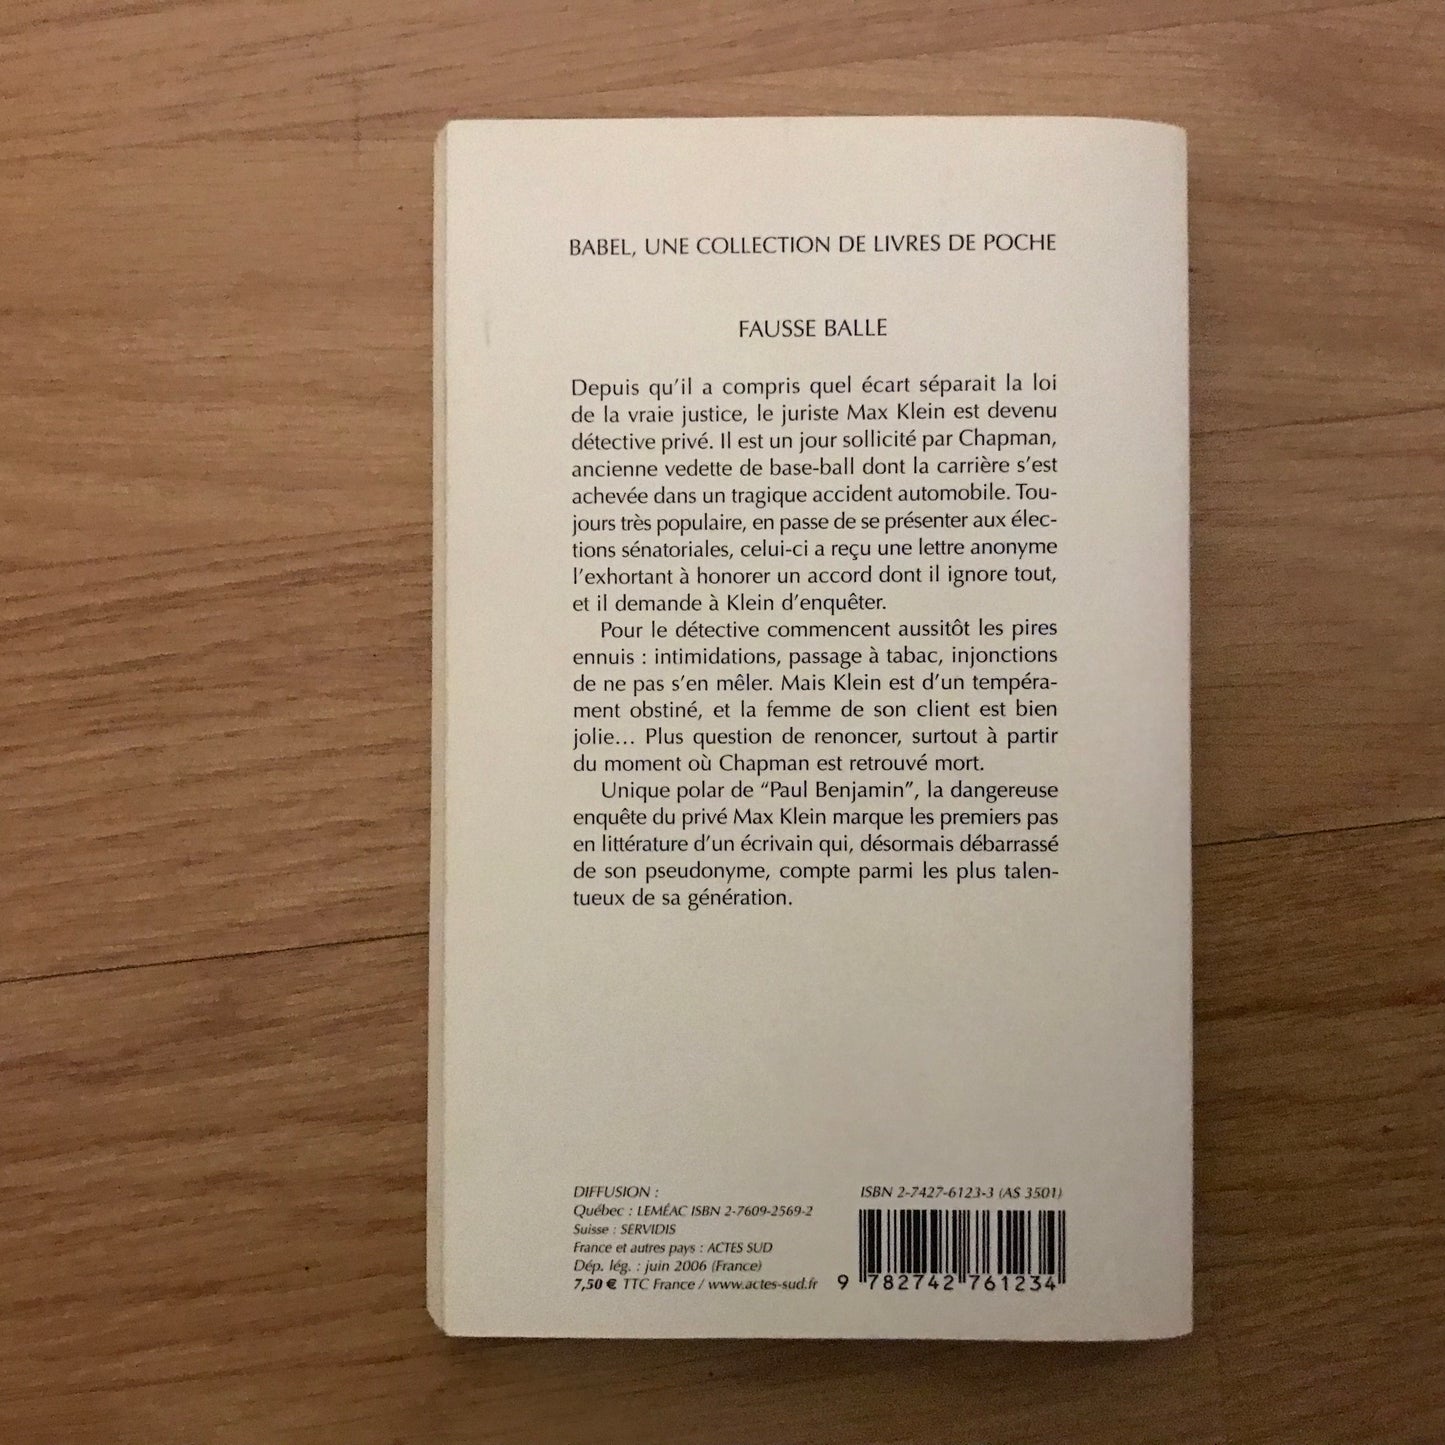 BABEL, UNE COLLECTION DE LIVRES DE POCHE
FAUSSE BALLE
Depuis qu'il a compris quel écart séparait la loi
de la vraie justice, le juriste Max Klein est devenu
détective privé. Il est un jour sollicité par Chapman,
ancienne vedette de base-ball dont la carrière s'est
achevée dans un tragique accident automobile. Tou-
jours très populaire, en passe de se présenter aux élec-
tions sénatoriales, celui-ci a reçu une lettre anonyme
l'exhortant à honorer un accord dont il ignore tout,
et il demande à Klein d'enquêter.
Pour le détective commencent aussitôt les pires
ennuis : intimidations, passage à tabac, injonctions
de ne pas s'en mêler. Mais Klein est d'un tempéra-
ment obstiné, et la femme de son client est bien
jolie… Plus question de renoncer, surtout à partir
du moment où Chapman est retrouvé mort.
Unique polar de “Paul Benjamin”, la dangereuse
enquête du privé Max Klein marque les premiers pas
en littérature d'un écrivain qui, désormais débarrassé
de son pseudonyme, compte parmi les plus talen-
tueux de sa génération.
DIFFUSION :
Québec : LEMÉAC ISBN 2-7609-2569-2
Suisse : SERVIDIS
France et autres pays : ACTES SUD
Dép. lég. : juin 2006 (France)
7,50 € TTC France / www.actes-sud.fr
ISBN 2-7427-6123-3 (AS 3501)
9 782742 761234